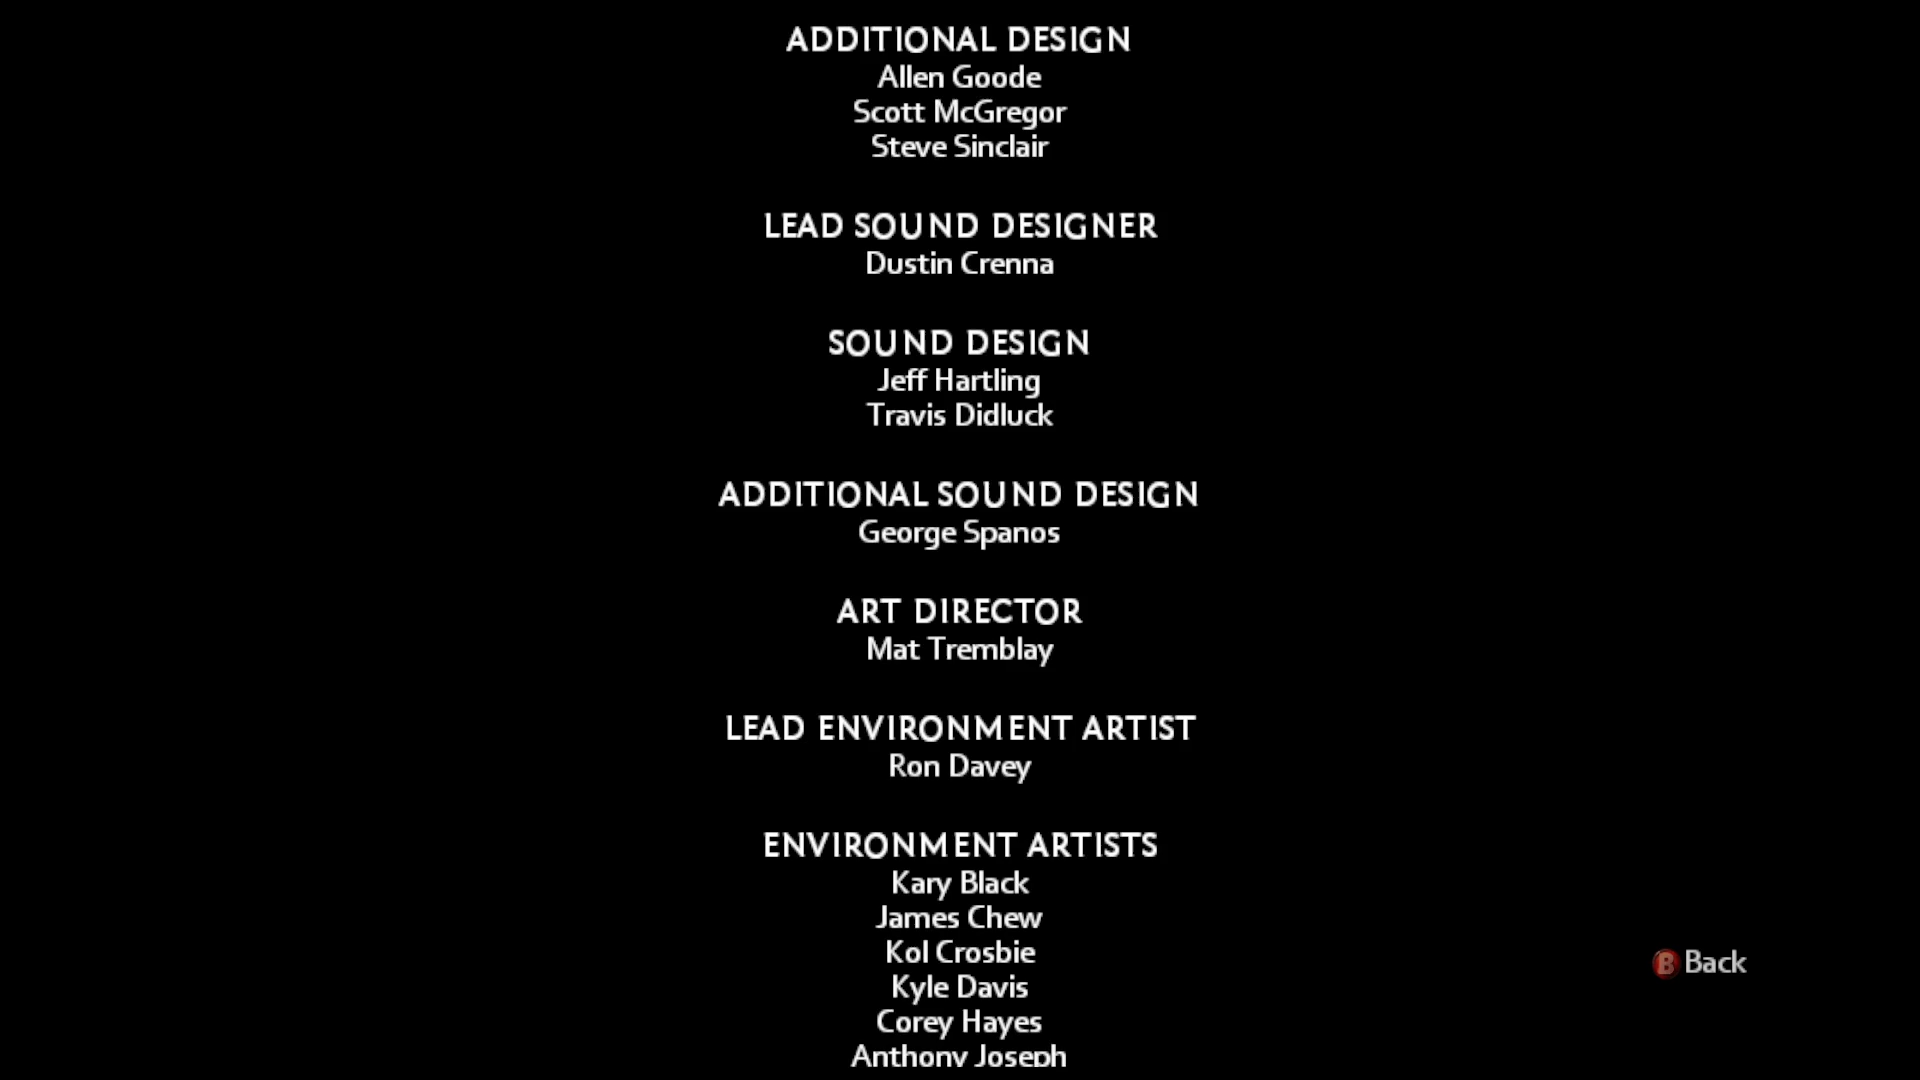 ADDITIONAL DESIGN
Allen Goode
Scott McGregor
Steve Sinclair
LEAD SOUND DESIGNER
Dustin Crenna
SOUND DESIGN
Jeff Hartling
Travis Didluck
ADDITIONAL SOUND DESIGN
George Spanos
ART DIRECTOR
Mat Tremblay
LEAD ENVIRONMENT ARTIST
Ron Davey
ENVIRONMENT ARTISTS
Kary Black
James Chew
Kol Crosbie
Kyle Davis
Corey Hayes
Anthony Joseph
B Back